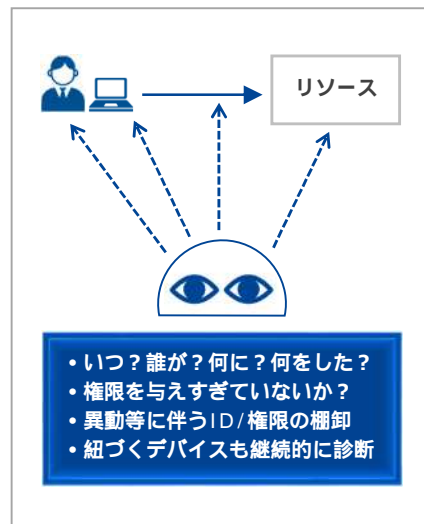 リソース
・いつ？誰が？何に？何をした？
・権限を与えすぎていないか？
・異動等に伴うID/権限の棚卸
・紐づくデバイスも継続的に診断